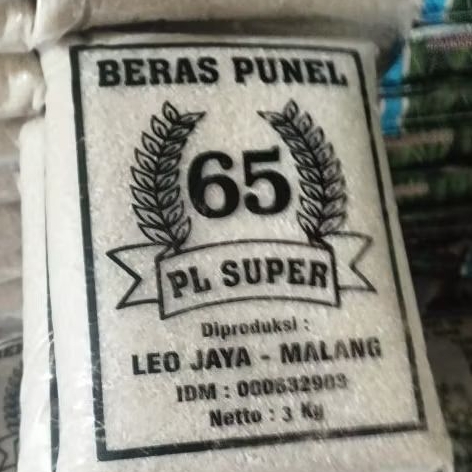 BERAS PUNEL
65
PL SUPER
Diproduksi :
LEO JAYA - MALANG
IDM : 000632903
Netto : 3 Kg